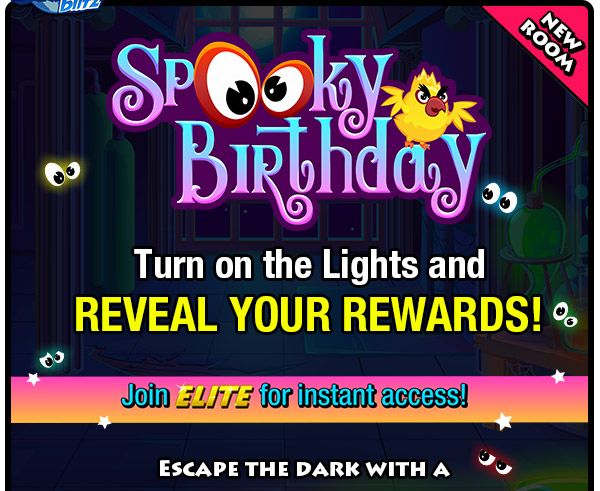 Blitz
NEW
ROOM
Spooky
Birthday
Turn on the Lights and
REVEAL YOUR REWARDS!
Join ELITE for instant access!
ESCAPE THE DARK WITH A